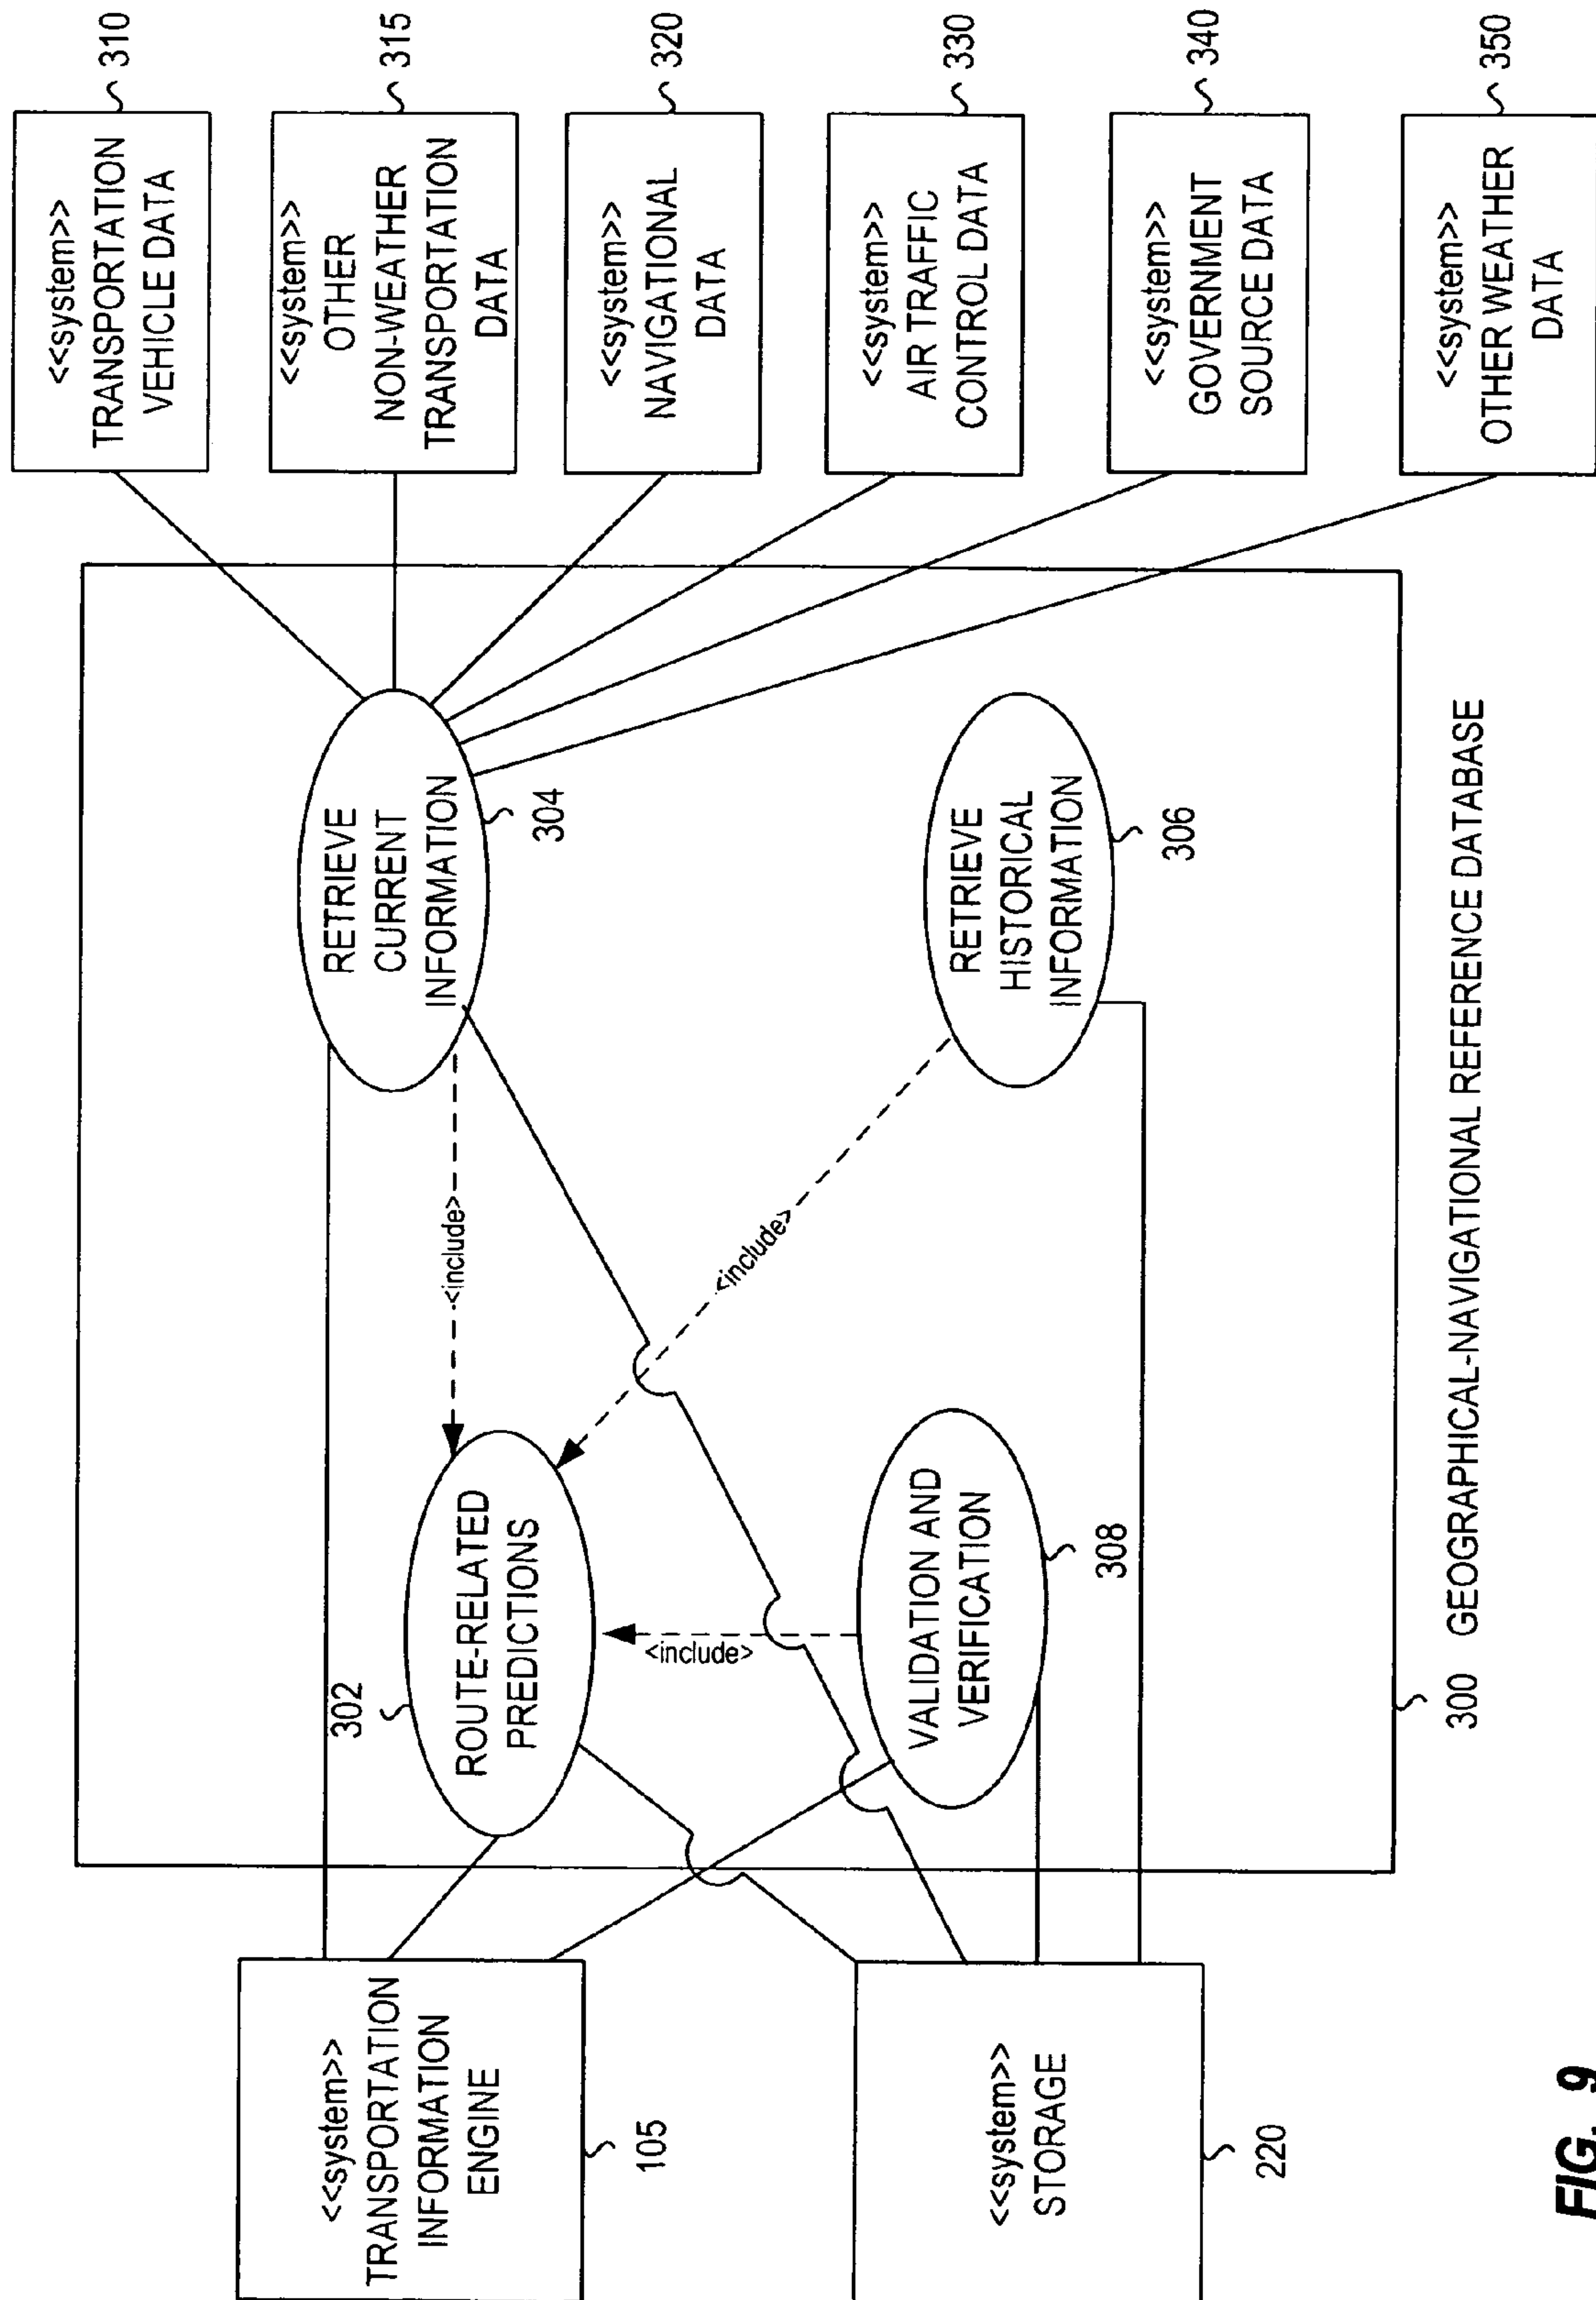 <<system>>
TRANSPORTATION
VEHICLE DATA
310
<<system>>
OTHER
NON-WEATHER
TRANSPORTATION
DATA
315
<<system>>
NAVIGATIONAL
DATA
320
<<system>>
AIR TRAFFIC
CONTROL DATA
330
<<system>>
GOVERNMENT
SOURCE DATA
340
<<system>>
OTHER WEATHER
DATA
350
RETRIEVE
CURRENT
INFORMATION
304
RETRIEVE
HISTORICAL
INFORMATION
306
<include>
<include>
<include>
302
ROUTE-RELATED
PREDICTIONS
VALIDATION AND
VERIFICATION
308
300 GEOGRAPHICAL-NAVIGATIONAL REFERENCE DATABASE
<<system>>
TRANSPORTATION
INFORMATION
ENGINE
105
<<system>>
STORAGE
220
FIG. 9